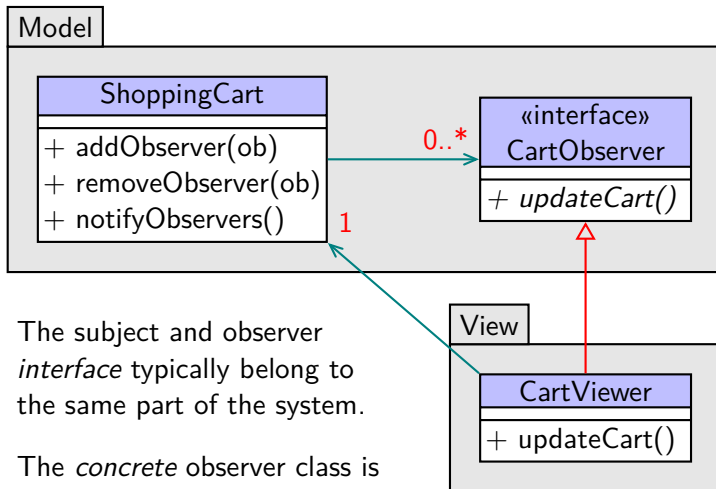 Model
ShoppingCart
+ addObserver(ob)
+ removeObserver(ob)
+ notifyObservers()
0..*
1
«interface»
CartObserver
+ updateCart()
The subject and observer
interface typically belong to
the same part of the system.
The concrete observer class is
View
CartViewer
+ updateCart()